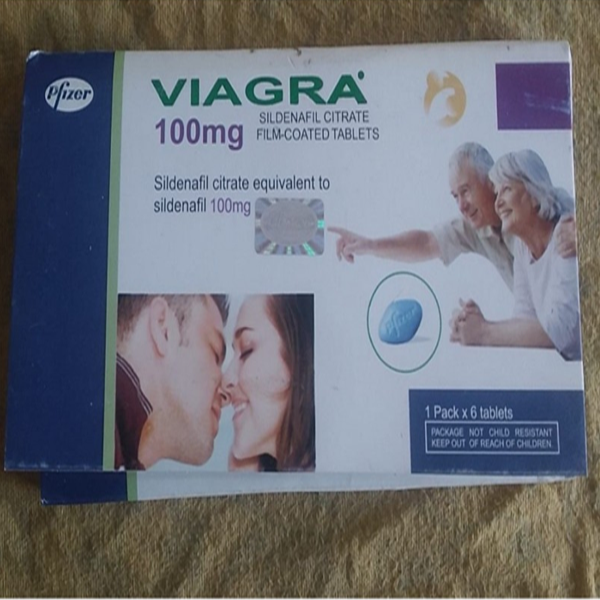 Pfizer
VIAGRA
100mg
SILDENAFIL CITRATE
FILM-COATED TABLETS
Sildenafil citrate equivalent to
sildenafil 100mg
Pfizer
1 Pack x 6 tablets
PACKAGE NOT CHILD RESISTANT
KEEP OUT OF REACH OF CHILDREN.